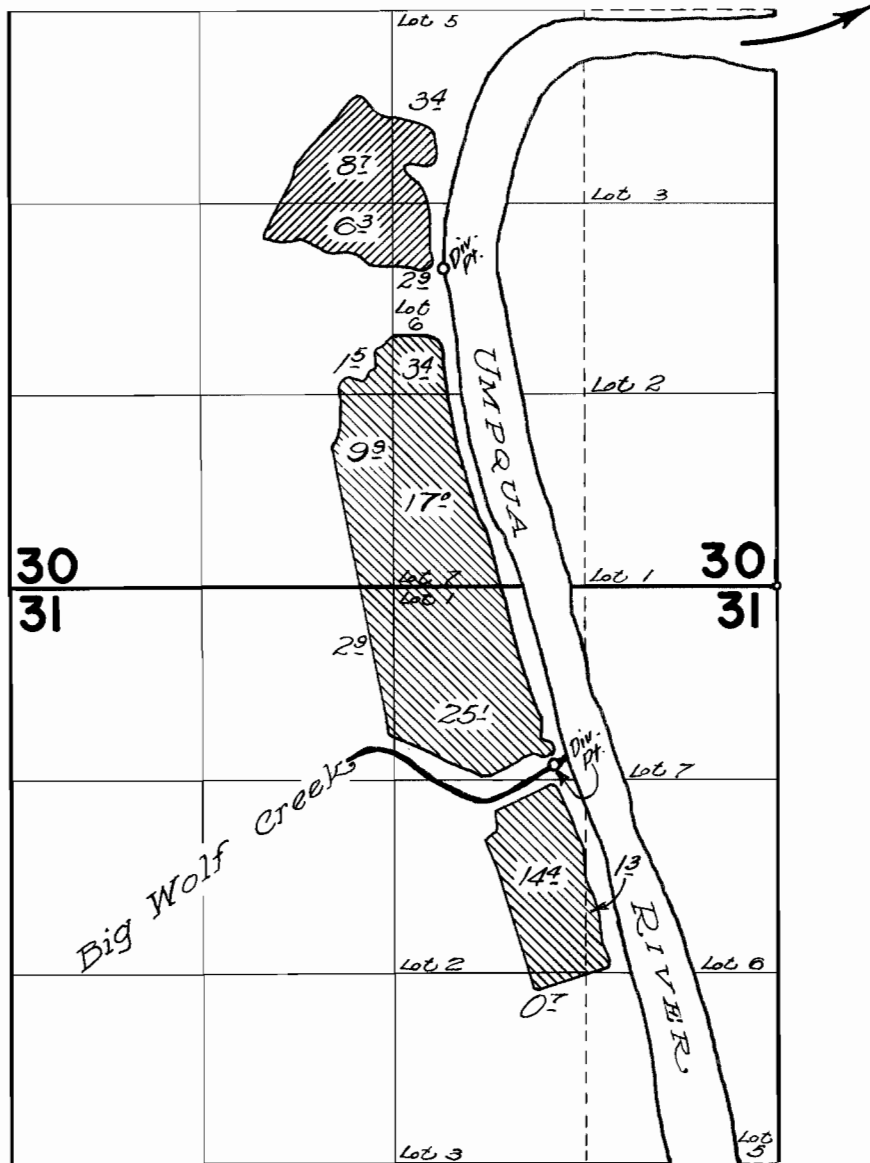 Lot 5
3⁴
8⁷
Lot 3
6³
Div.
Pt.
2⁹
Lot
6
1⁵
3⁴
Lot 2
9⁹
17⁰
UMPQUA
30
Lot 7
Lot 1
30
31
Lot 1
31
2⁹
25¹
Div.
Pt.
Big Wolf Creek
Lot 7
14⁴
1³
RIVER
Lot 2
Lot 6
0⁷
Lot 3
Lot
5